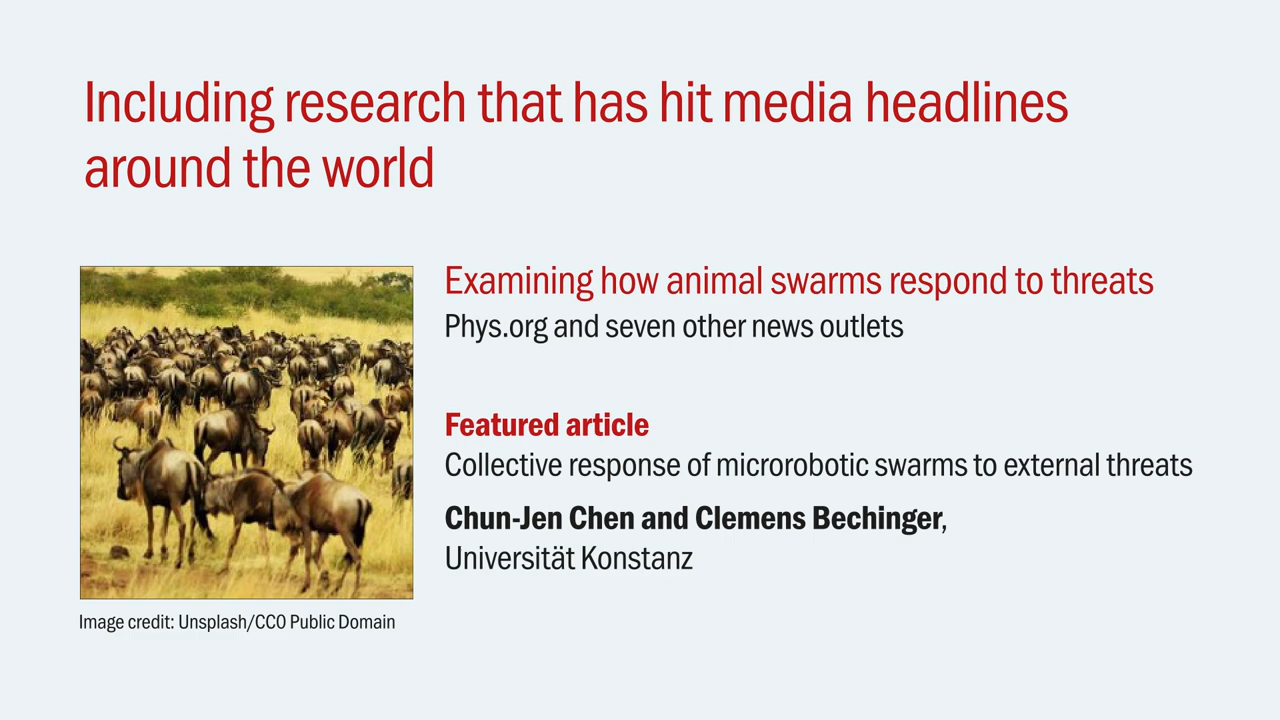 Including research that has hit media headlines
around the world
Examining how animal swarms respond to threats
Phys.org and seven other news outlets
Featured article
Collective response of microrobotic swarms to external threats
Chun-Jen Chen and Clemens Bechinger,
Universität Konstanz
Image credit: Unsplash/CC0 Public Domain